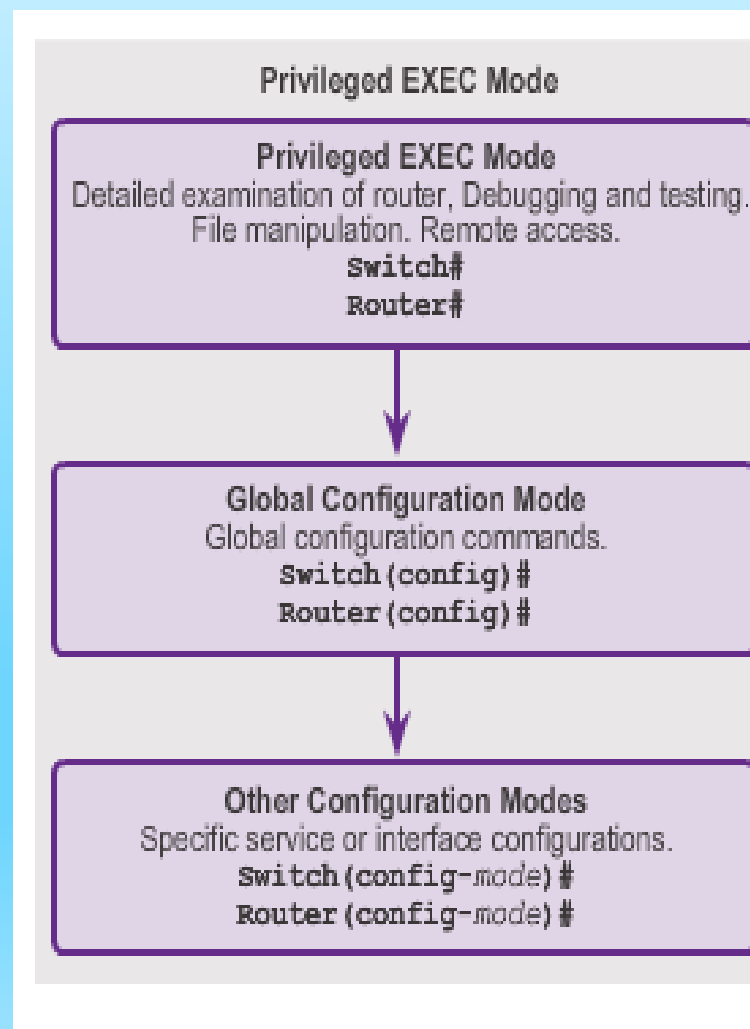 Privileged EXEC Mode
Privileged EXEC Mode
Detailed examination of router, Debugging and testing.
File manipulation. Remote access.
Switch#
Router#
Global Configuration Mode
Global configuration commands.
Switch(config)#
Router(config)#
Other Configuration Modes
Specific service or interface configurations.
Switch(config-mode)#
Router(config-mode)#